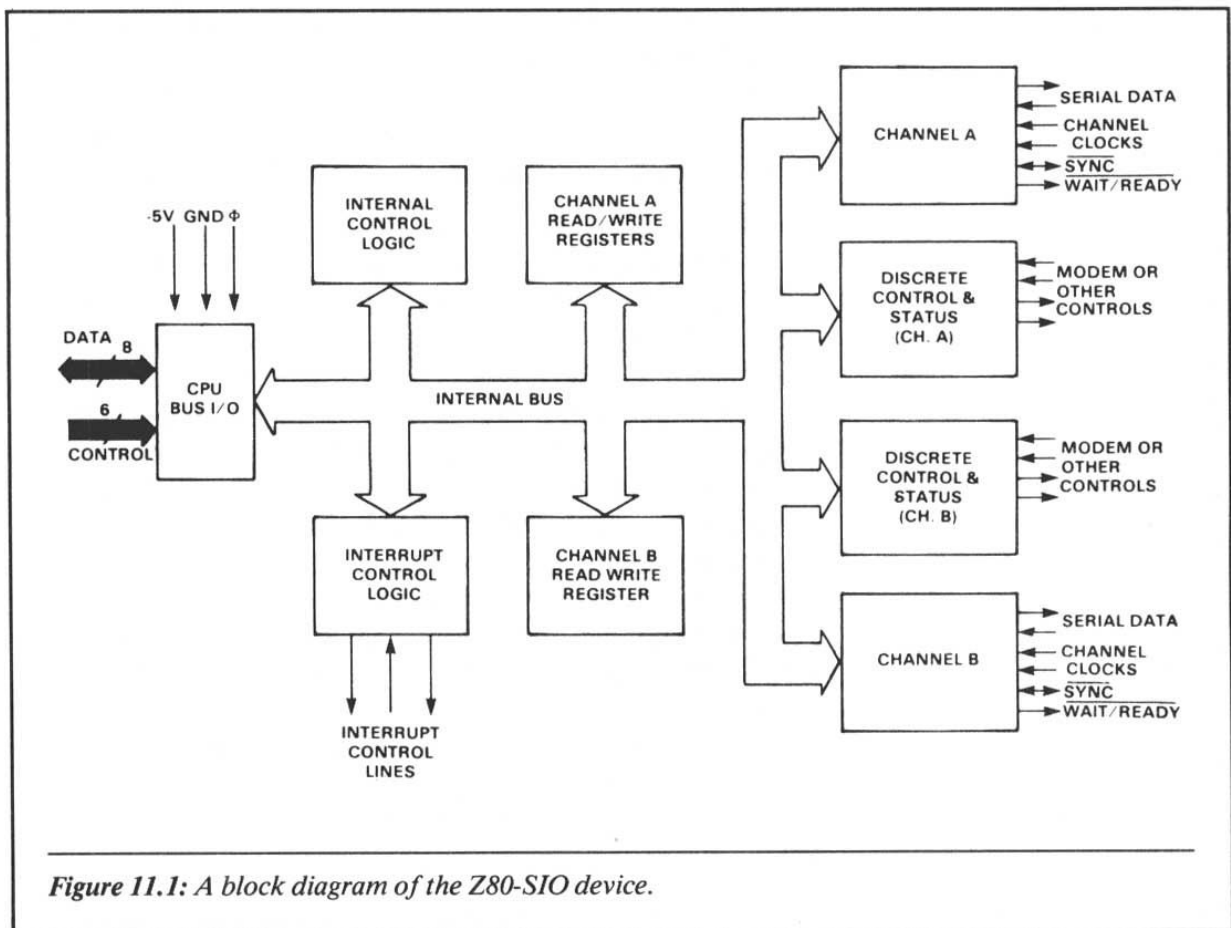 -5V GND Φ
DATA
8
CPU
BUS I/O
6
CONTROL
INTERNAL
CONTROL
LOGIC
CHANNEL A
READ/WRITE
REGISTERS
INTERNAL BUS
INTERRUPT
CONTROL
LOGIC
CHANNEL B
READ WRITE
REGISTER
INTERRUPT
CONTROL
LINES
CHANNEL A
SERIAL DATA
CHANNEL
CLOCKS
SYNC
WAIT/READY
DISCRETE
CONTROL &
STATUS
(CH. A)
MODEM OR
OTHER
CONTROLS
DISCRETE
CONTROL &
STATUS
(CH. B)
MODEM OR
OTHER
CONTROLS
CHANNEL B
SERIAL DATA
CHANNEL
CLOCKS
SYNC
WAIT/READY
Figure 11.1: A block diagram of the Z80-SIO device.